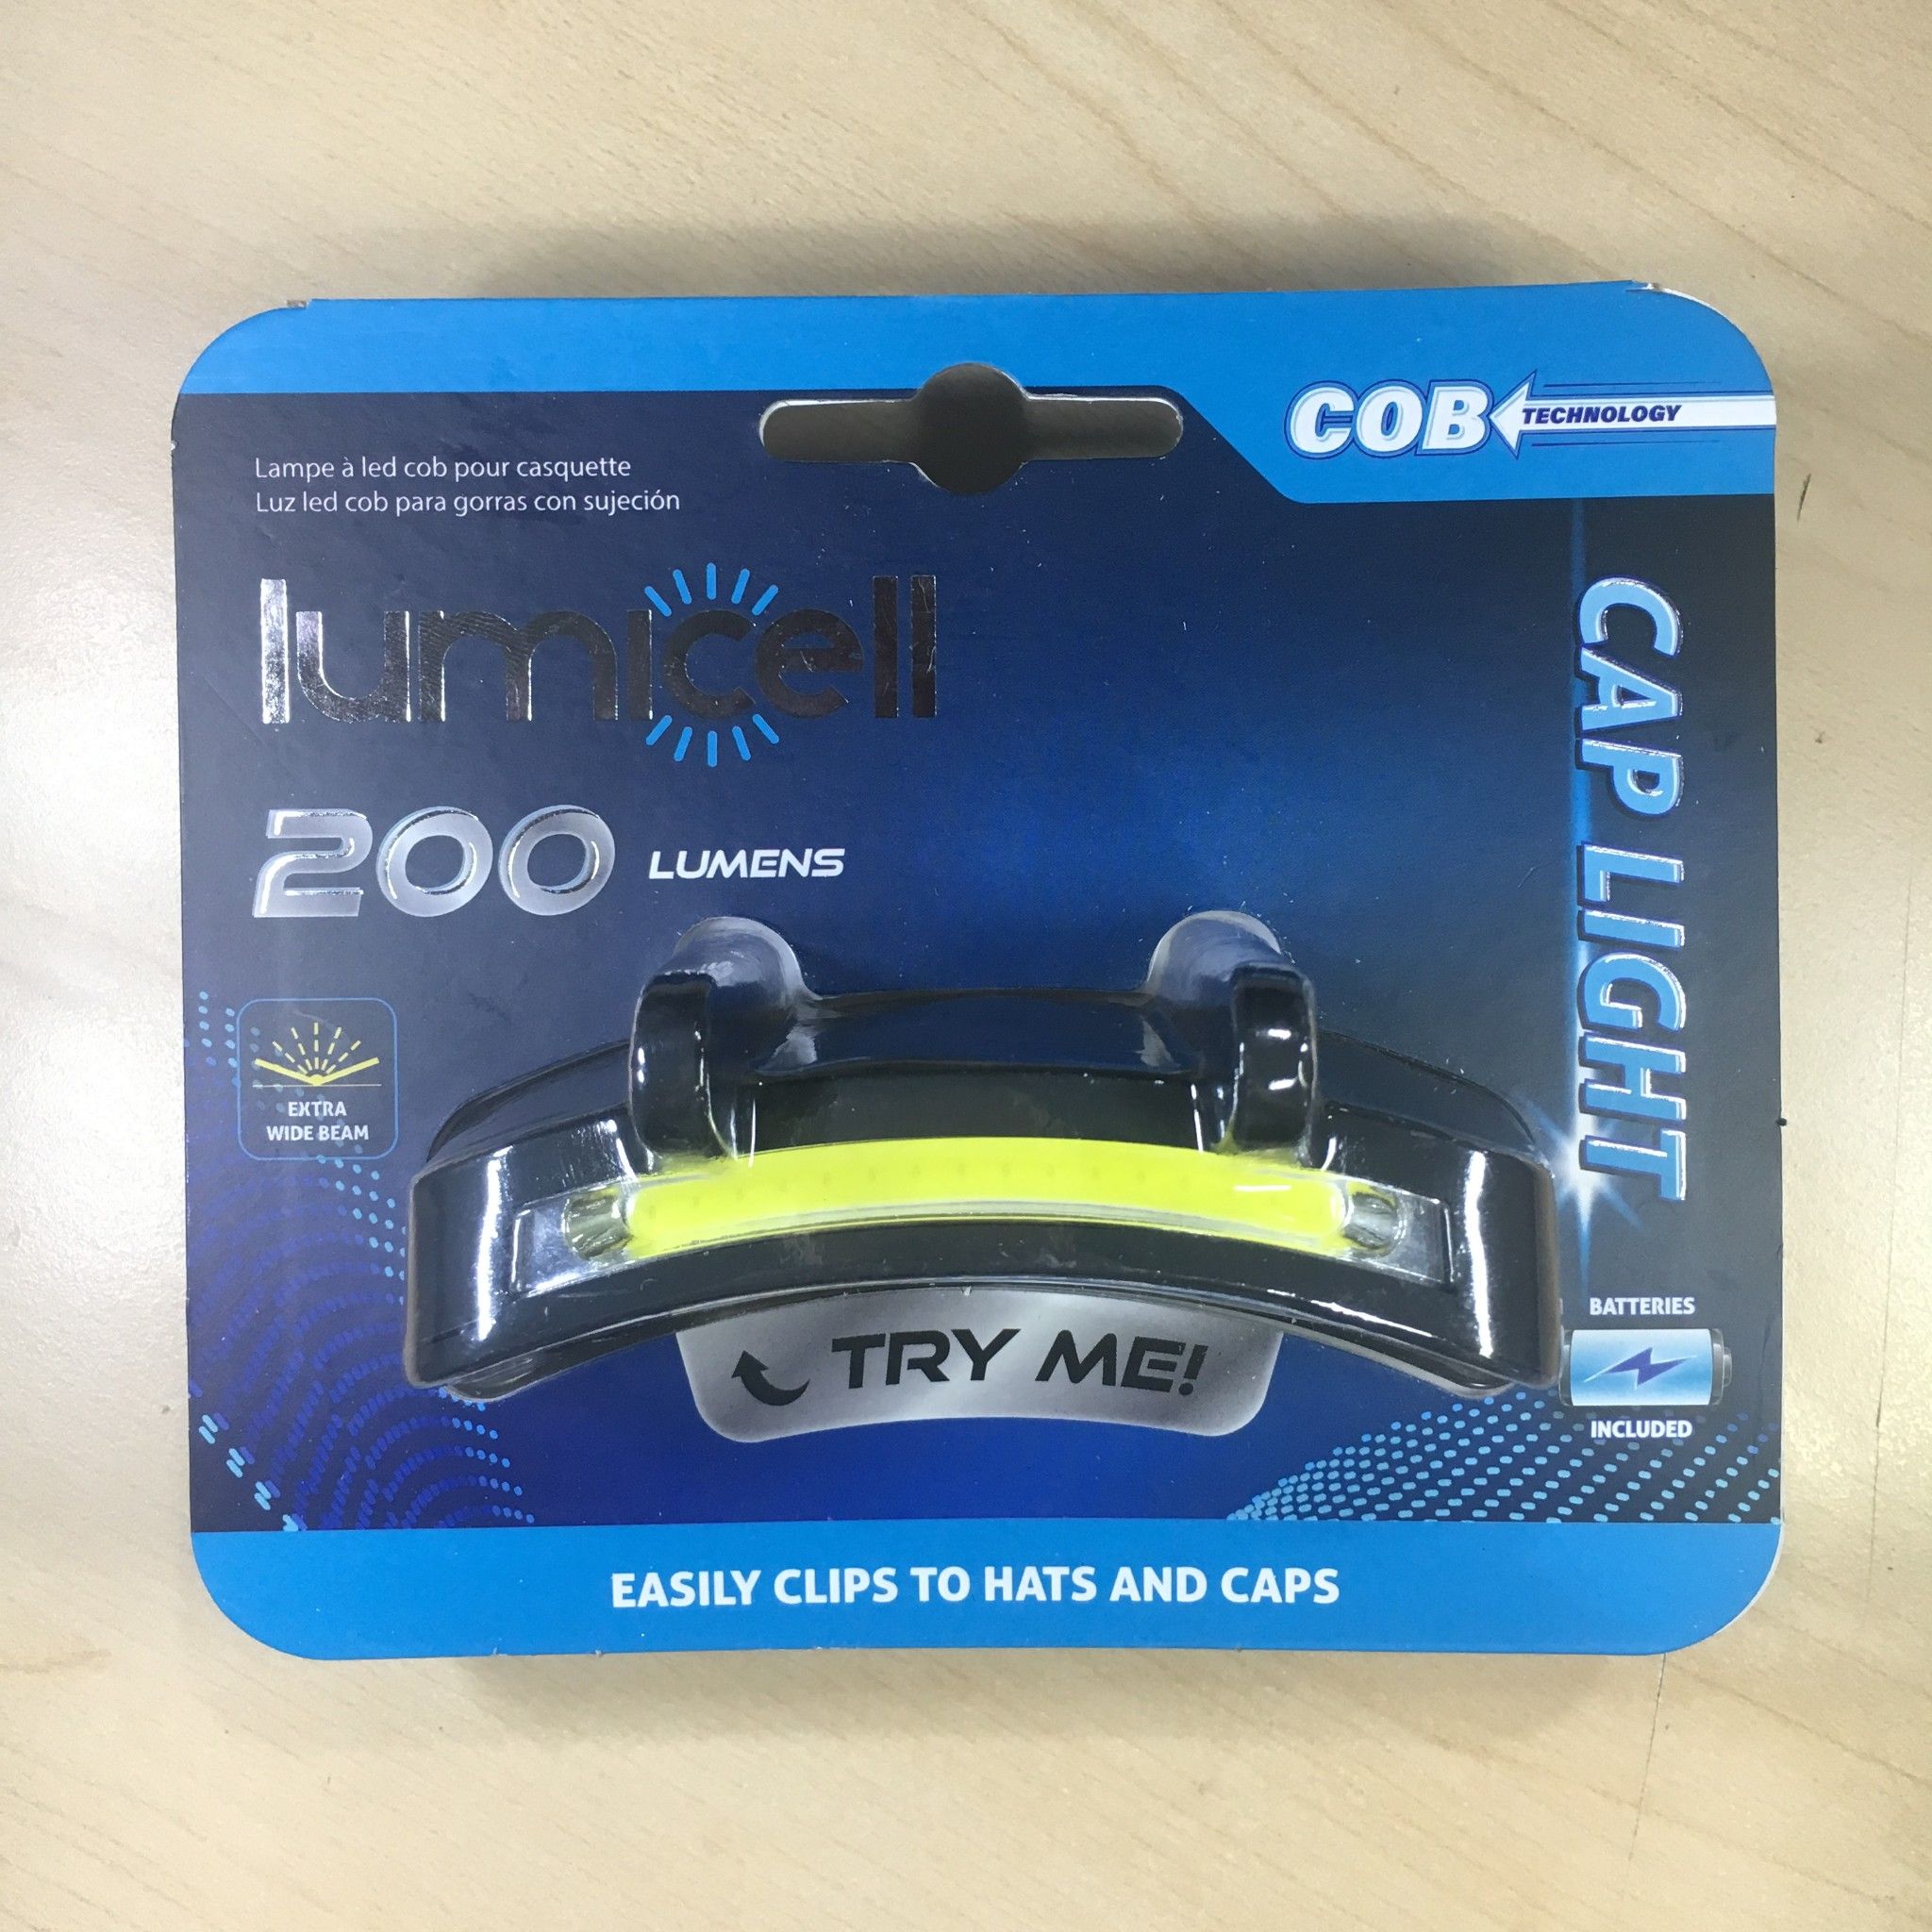 COB TECHNOLOGY
Lampe à led cob pour casquette
Luz led cob para gorras con sujeción
lumicell
200 LUMENS
CAP LIGHT
EXTRA
WIDE BEAM
TRY ME!
BATTERIES
INCLUDED
EASILY CLIPS TO HATS AND CAPS